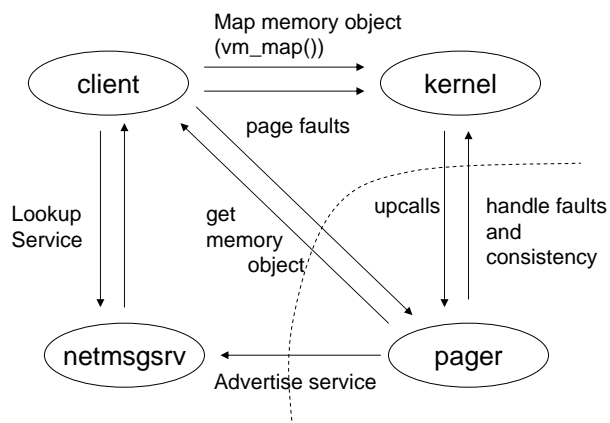 Map memory object
(vm_map())
client
kernel
page faults
Lookup
Service
get
memory
object
upcalls
handle faults
and
consistency
netmsgsrv
pager
Advertise service